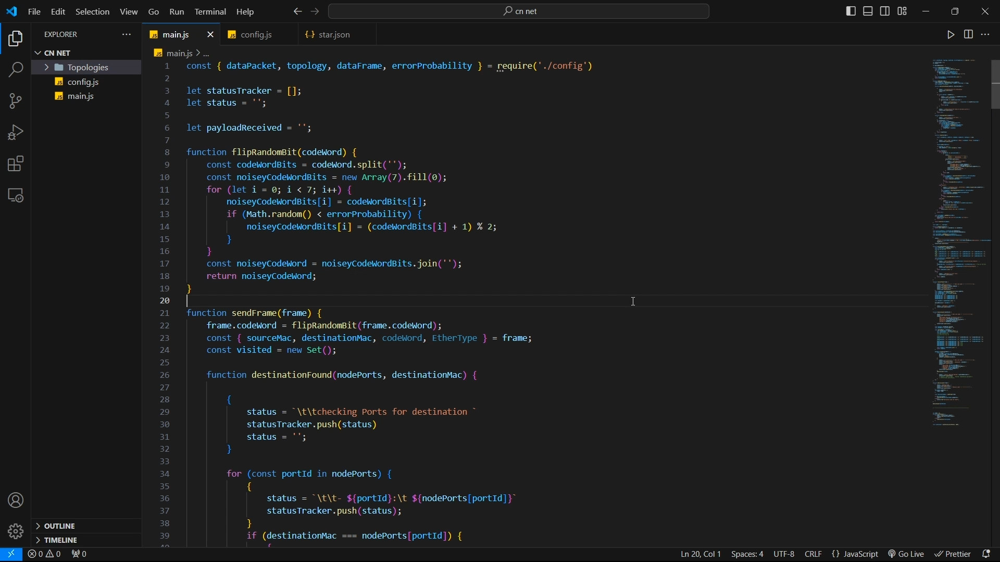 File Edit Selection View Go Run Terminal Help
cn net
EXPLORER
main.js
config.js
star.json
CN NET
Topologies
config.js
main.js
main.js > ...
1 const { dataPacket, topology, dataFrame, errorProbability } = require('./config')
2
3 let statusTracker = [];
4 let status = '';
5
6 let payloadReceived = '';
7
8 function flipRandomBit(codeWord) {
9 const codeWordBits = codeWord.split('');
10 const noiseyCodeWordBits = new Array(7).fill(0);
11 for (let i = 0; i < 7; i++) {
12 noiseyCodeWordBits[i] = codeWordBits[i];
13 if (Math.random() < errorProbability) {
14 noiseyCodeWordBits[i] = (codeWordBits[i] + 1) % 2;
15 }
16 }
17 const noiseyCodeWord = noiseyCodeWordBits.join('');
18 return noiseyCodeWord;
19 }
20
21 function sendFrame(frame) {
22 frame.codeWord = flipRandomBit(frame.codeWord);
23 const { sourceMac, destinationMac, codeWord, EtherType } = frame;
24 const visited = new Set();
25
26 function destinationFound(nodePorts, destinationMac) {
27
28 {
29 status = `\t\tchecking Ports for destination `
30 statusTracker.push(status)
31 status = '';
32 }
33
34 for (const portId in nodePorts) {
35 {
36 status = `\t\t- ${portId}:\t ${nodePorts[portId]}`
37 statusTracker.push(status);
38 }
39 if (destinationMac === nodePorts[portId]) {
OUTLINE
TIMELINE
0 0 0
Ln 20, Col 1 Spaces: 4 UTF-8 CRLF {} JavaScript Go Live Prettier